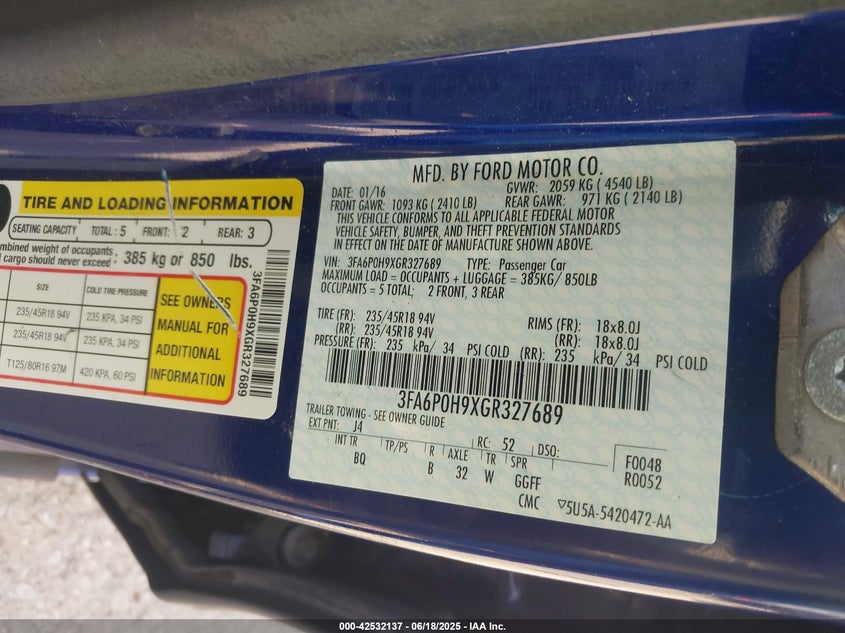 TIRE AND LOADING INFORMATION
SEATING CAPACITY TOTAL: 5 FRONT: 2 REAR: 3
combined weight of occupants
cargo should never exceed: 385 kg or 850 lbs.
SIZE COLD TIRE PRESSURE
235/45R18 94V 235 KPA, 34 PSI
235/45R18 94V 235 KPA, 34 PSI
T125/80R16 97M 420 KPA, 60 PSI
SEE OWNERS
MANUAL FOR
ADDITIONAL
INFORMATION
3FA6P0H9XGR327689
MFD. BY FORD MOTOR CO.
DATE: 01/16 GVWR: 2059 KG ( 4540 LB)
FRONT GAWR: 1093 KG ( 2410 LB) REAR GAWR: 971 KG ( 2140 LB)
THIS VEHICLE CONFORMS TO ALL APPLICABLE FEDERAL MOTOR
VEHICLE SAFETY, BUMPER, AND THEFT PREVENTION STANDARDS
IN EFFECT ON THE DATE OF MANUFACTURE SHOWN ABOVE.
VIN: 3FA6P0H9XGR327689 TYPE: Passenger Car
MAXIMUM LOAD = OCCUPANTS + LUGGAGE = 385KG/ 850LB
OCCUPANTS = 5 TOTAL; 2 FRONT, 3 REAR
TIRE (FR): 235/45R18 94V RIMS (FR): 18x8.0J
(RR): 235/45R18 94V (RR): 18x8.0J
PRESSURE (FR): 235 kPa/ 34 PSI COLD (RR): 235 kPa/ 34 PSI COLD
3FA6P0H9XGR327689
TRAILER TOWING - SEE OWNER GUIDE
EXT PNT: J4 RC: 52 DSO:
INT TR TP/PS R AXLE TR SPR F0048
BQ B 32 W GGFF R0052
CMC ▽5U5A-5420472-AA
000-42532137 - 06/18/2025 - IAA Inc.